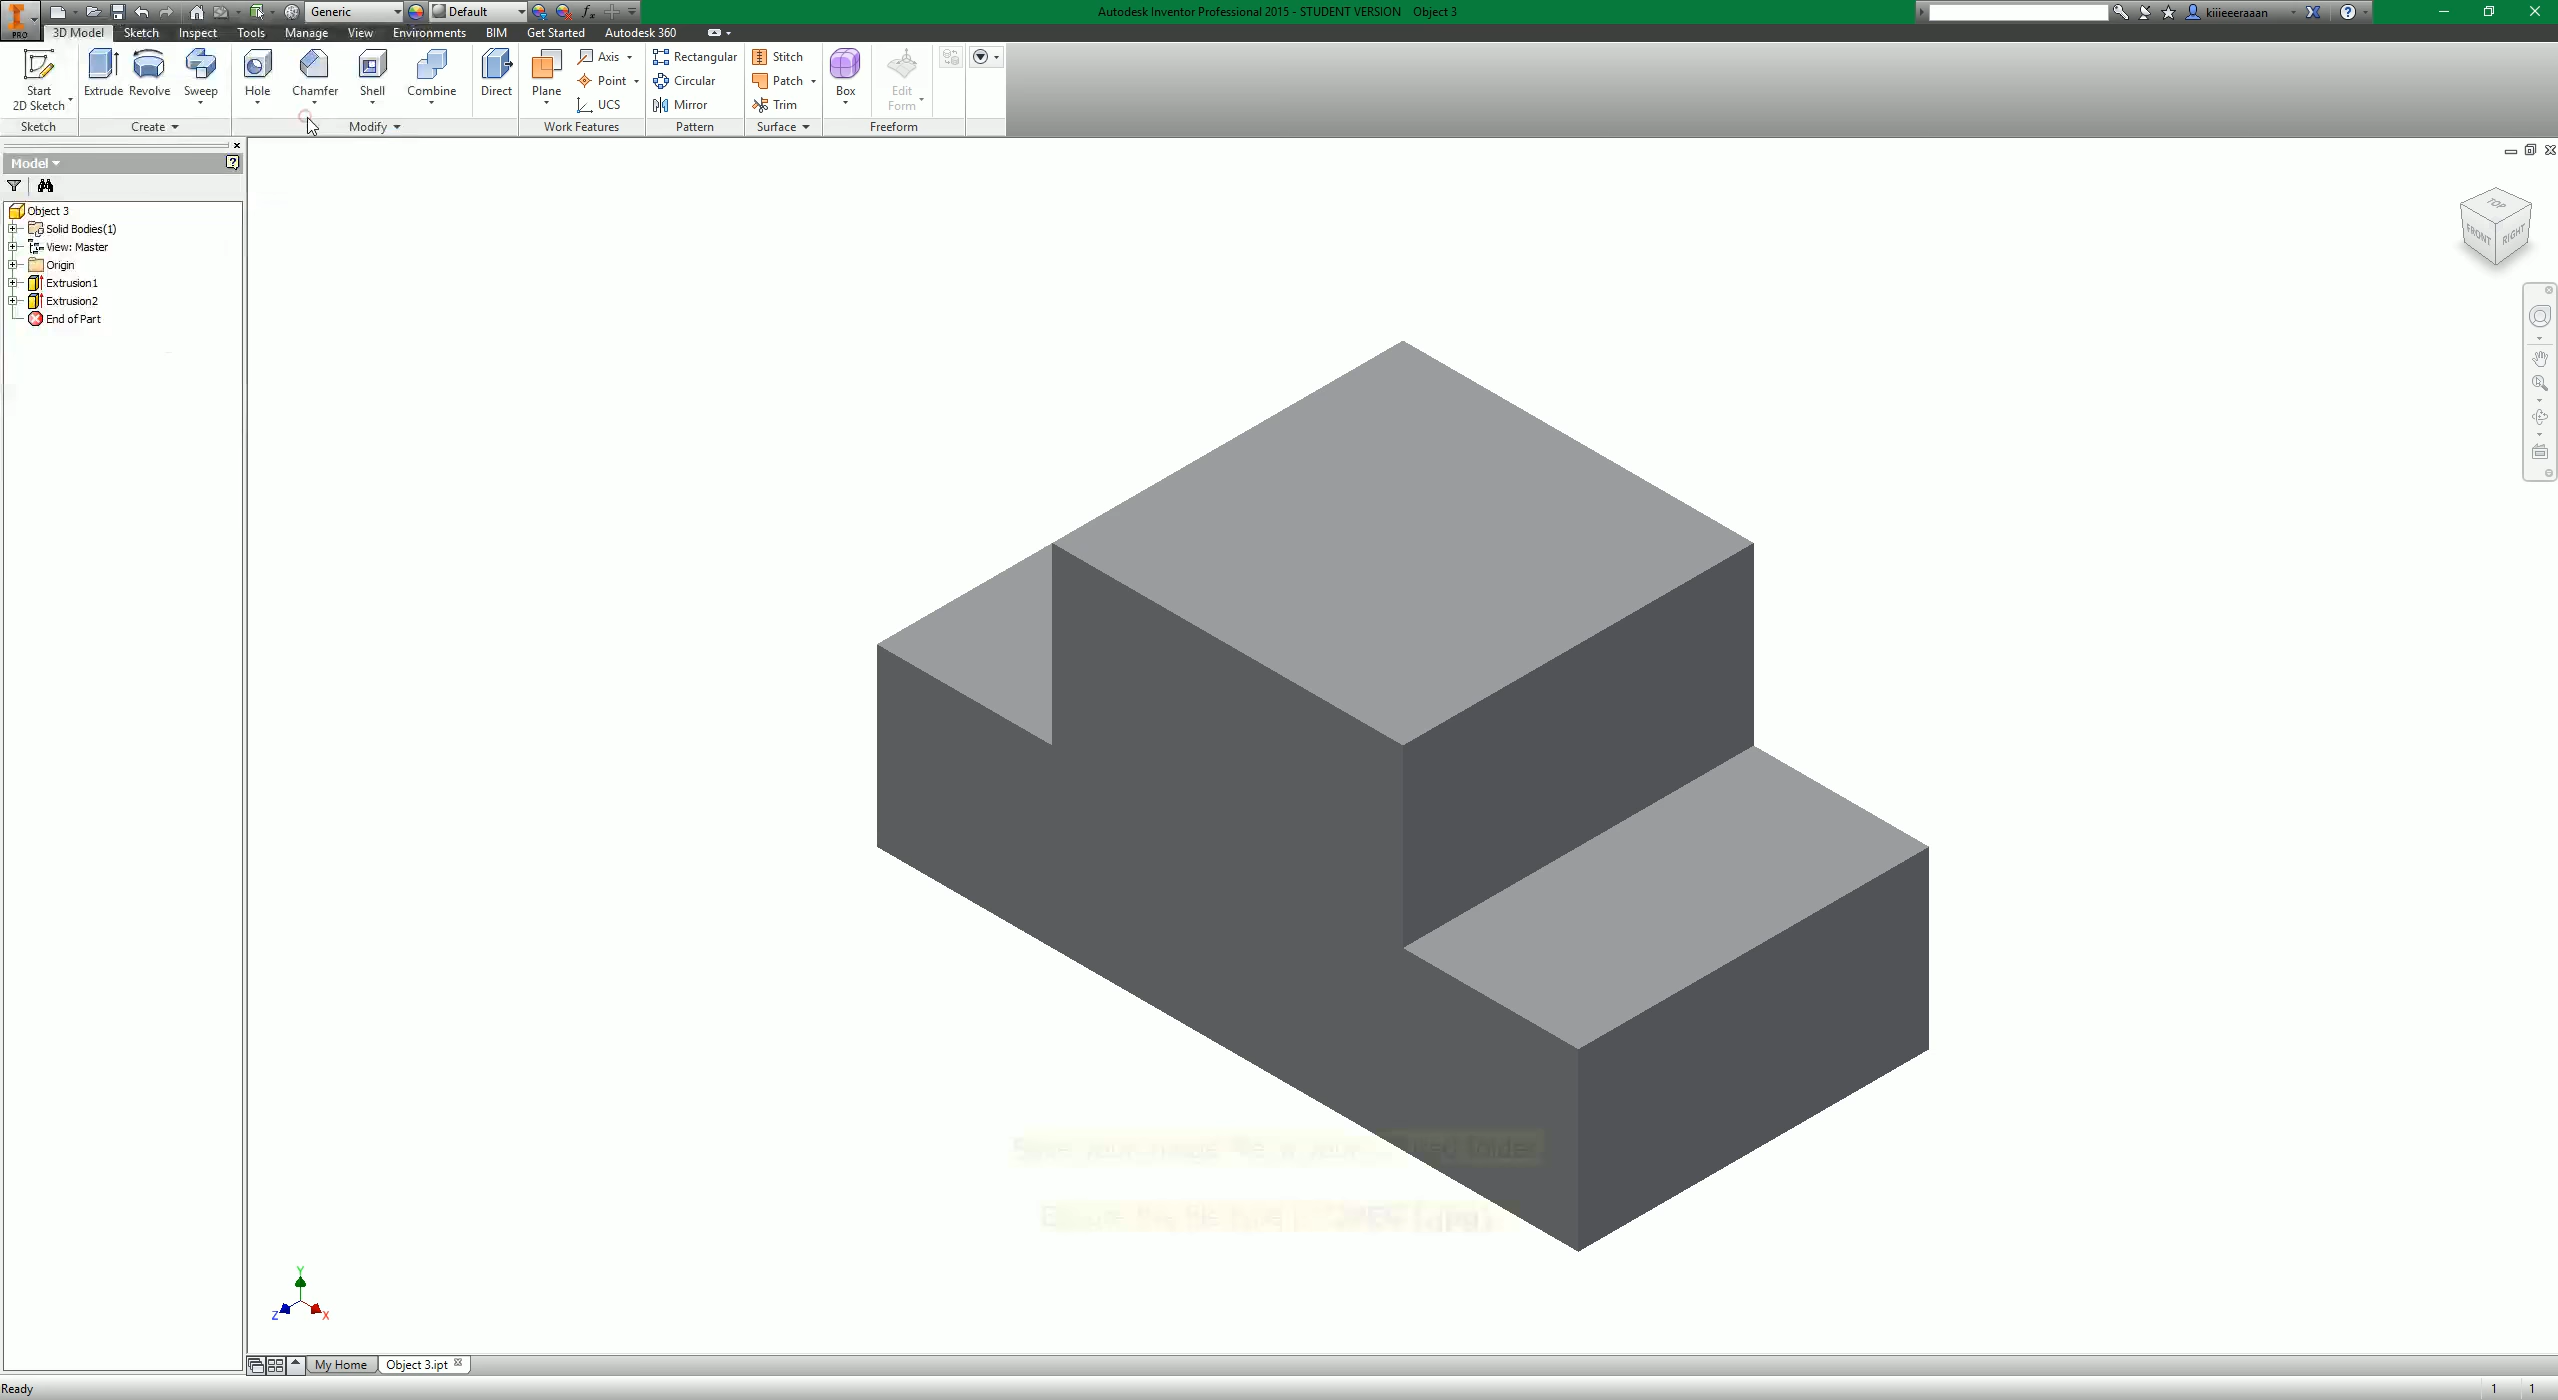 Generic
Default
Autodesk Inventor Professional 2015 - STUDENT VERSION Object 3
kiiieeeraaan
PRO
3D Model Sketch Inspect Tools Manage View Environments BIM Get Started Autodesk 360
Start
2D Sketch
Extrude Revolve Sweep
Hole Chamfer Shell Combine Direct
Plane
Axis
Point
UCS
Rectangular
Circular
Mirror
Stitch
Patch
Trim
Box
Edit
Form
Sketch Create Modify Work Features Pattern Surface Freeform
Model
Object 3
Solid Bodies(1)
View: Master
Origin
Extrusion1
Extrusion2
End of Part
TOP
FRONT RIGHT
Y
Z X
My Home Object 3.ipt
Ready 1 1